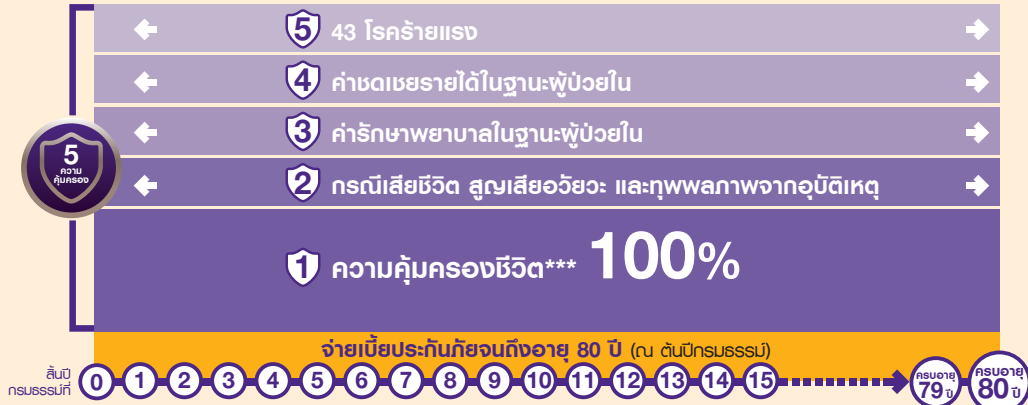 5 43 โรคร้ายแรง
4 ค่าชดเชยรายได้ในฐานะผู้ป่วยใน
3 ค่ารักษาพยาบาลในฐานะผู้ป่วยใน
2 กรณีเสียชีวิต สูญเสียอวัยวะ และทุพพลภาพจากอุบัติเหตุ
5
ความ
คุ้มครอง
1 ความคุ้มครองชีวิต*** 100%
จ่ายเบี้ยประกันภัยจนถึงอายุ 80 ปี (ณ ต้นปีกรมธรรม์)
สิ้นปี
กรมธรรม์ที่
0 1 2 3 4 5 6 7 8 9 10 11 12 13 14 15
ครบอายุ
79 ปี
ครบอายุ
80 ปี